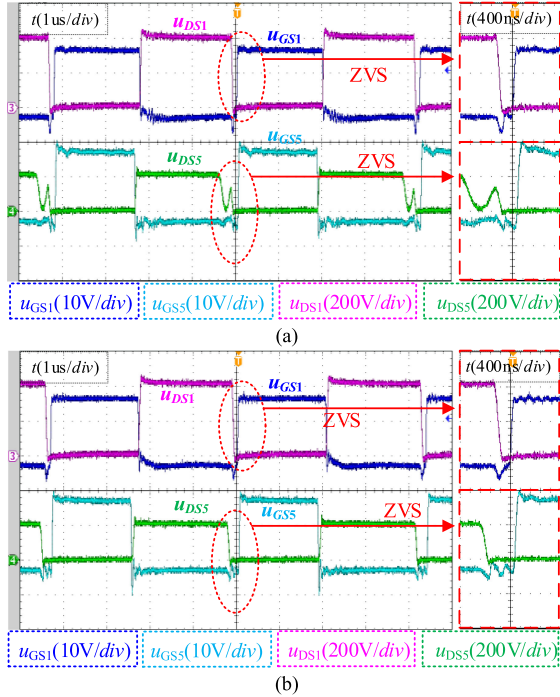 t(1us/div)
uDS1
uGS1
t(400ns/div)
T
T
ZVS
3
uDS5
uGS5
ZVS
4
uGS1(10V/div)
uGS5(10V/div)
uDS1(200V/div)
uDS5(200V/div)
(a)
t(1us/div)
uDS1
uGS1
t(400ns/div)
T
T
ZVS
3
uDS5
uGS5
ZVS
4
uGS1(10V/div)
uGS5(10V/div)
uDS1(200V/div)
uDS5(200V/div)
(b)